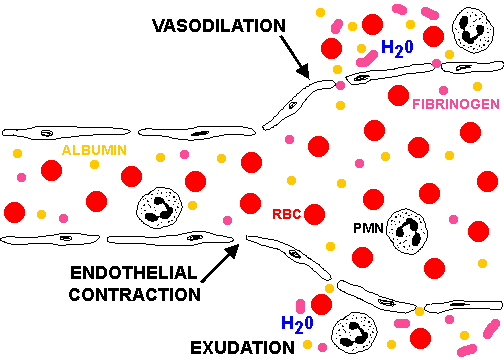 VASODILATION
H20
FIBRINOGEN
ALBUMIN
RBC
PMN
ENDOTHELIAL
CONTRACTION
H20
EXUDATION